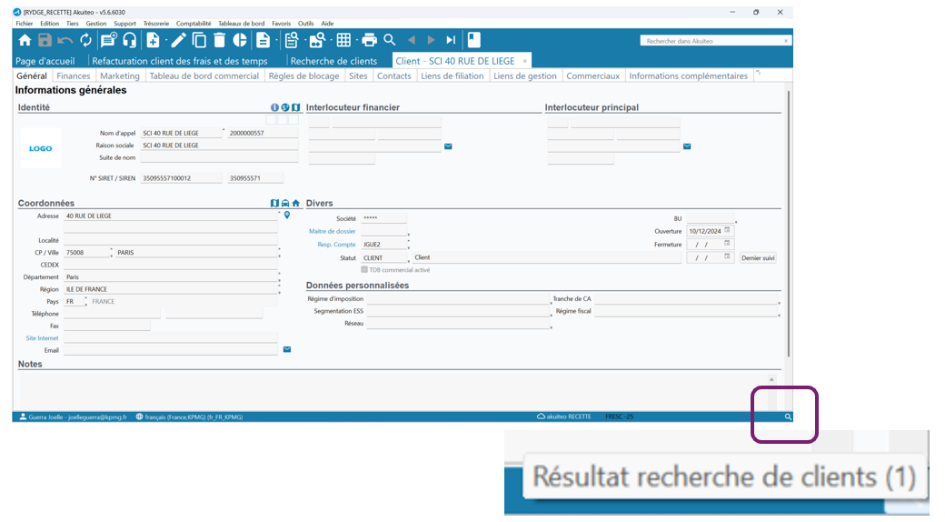 [RYDGE_RECETTE] Akuiteo - v5.6.6030
Fichier Edition Tiers Gestion Support Trésorerie Comptabilité Tableaux de bord Favoris Outils Aide
Rechercher dans Akuiteo
Page d'accueil Refacturation client des frais et des temps Recherche de clients Client - SCI 40 RUE DE LIEGE ×
Général Finances Marketing Tableau de bord commercial Règles de blocage Sites Contacts Liens de filiation Liens de gestion Commerciaux Informations complémentaires
Informations générales
Identité
LOGO
Nom d'appel SCI 40 RUE DE LIEGE 2000000557
Raison sociale SCI 40 RUE DE LIEGE
Suite de nom
N° SIRET / SIREN 35095557100012 350955571
Interlocuteur financier
Interlocuteur principal
Coordonnées
Adresse 40 RUE DE LIEGE
Localité
CP / Ville 75008 PARIS
CEDEX
Département Paris
Région ILE DE FRANCE
Pays FR FRANCE
Téléphone
Fax
Site Internet
Email
Divers
Société *****
Maitre de dossier
Resp. Compte JGUE2
Statut CLIENT Client
TDB commercial activé
BU
Ouverture 10/12/2024
Fermeture / /
/ / Dernier suivi
Données personnalisées
Régime d'imposition
Segmentation ESS
Réseau
Tranche de CA
Régime fiscal
Notes
Guerra Joelle - joelleguerra@kpmg.fr français (France,KPMG) (fr_FR_KPMG)
akuiteo RECETTE FRESC -25
Résultat recherche de clients (1)